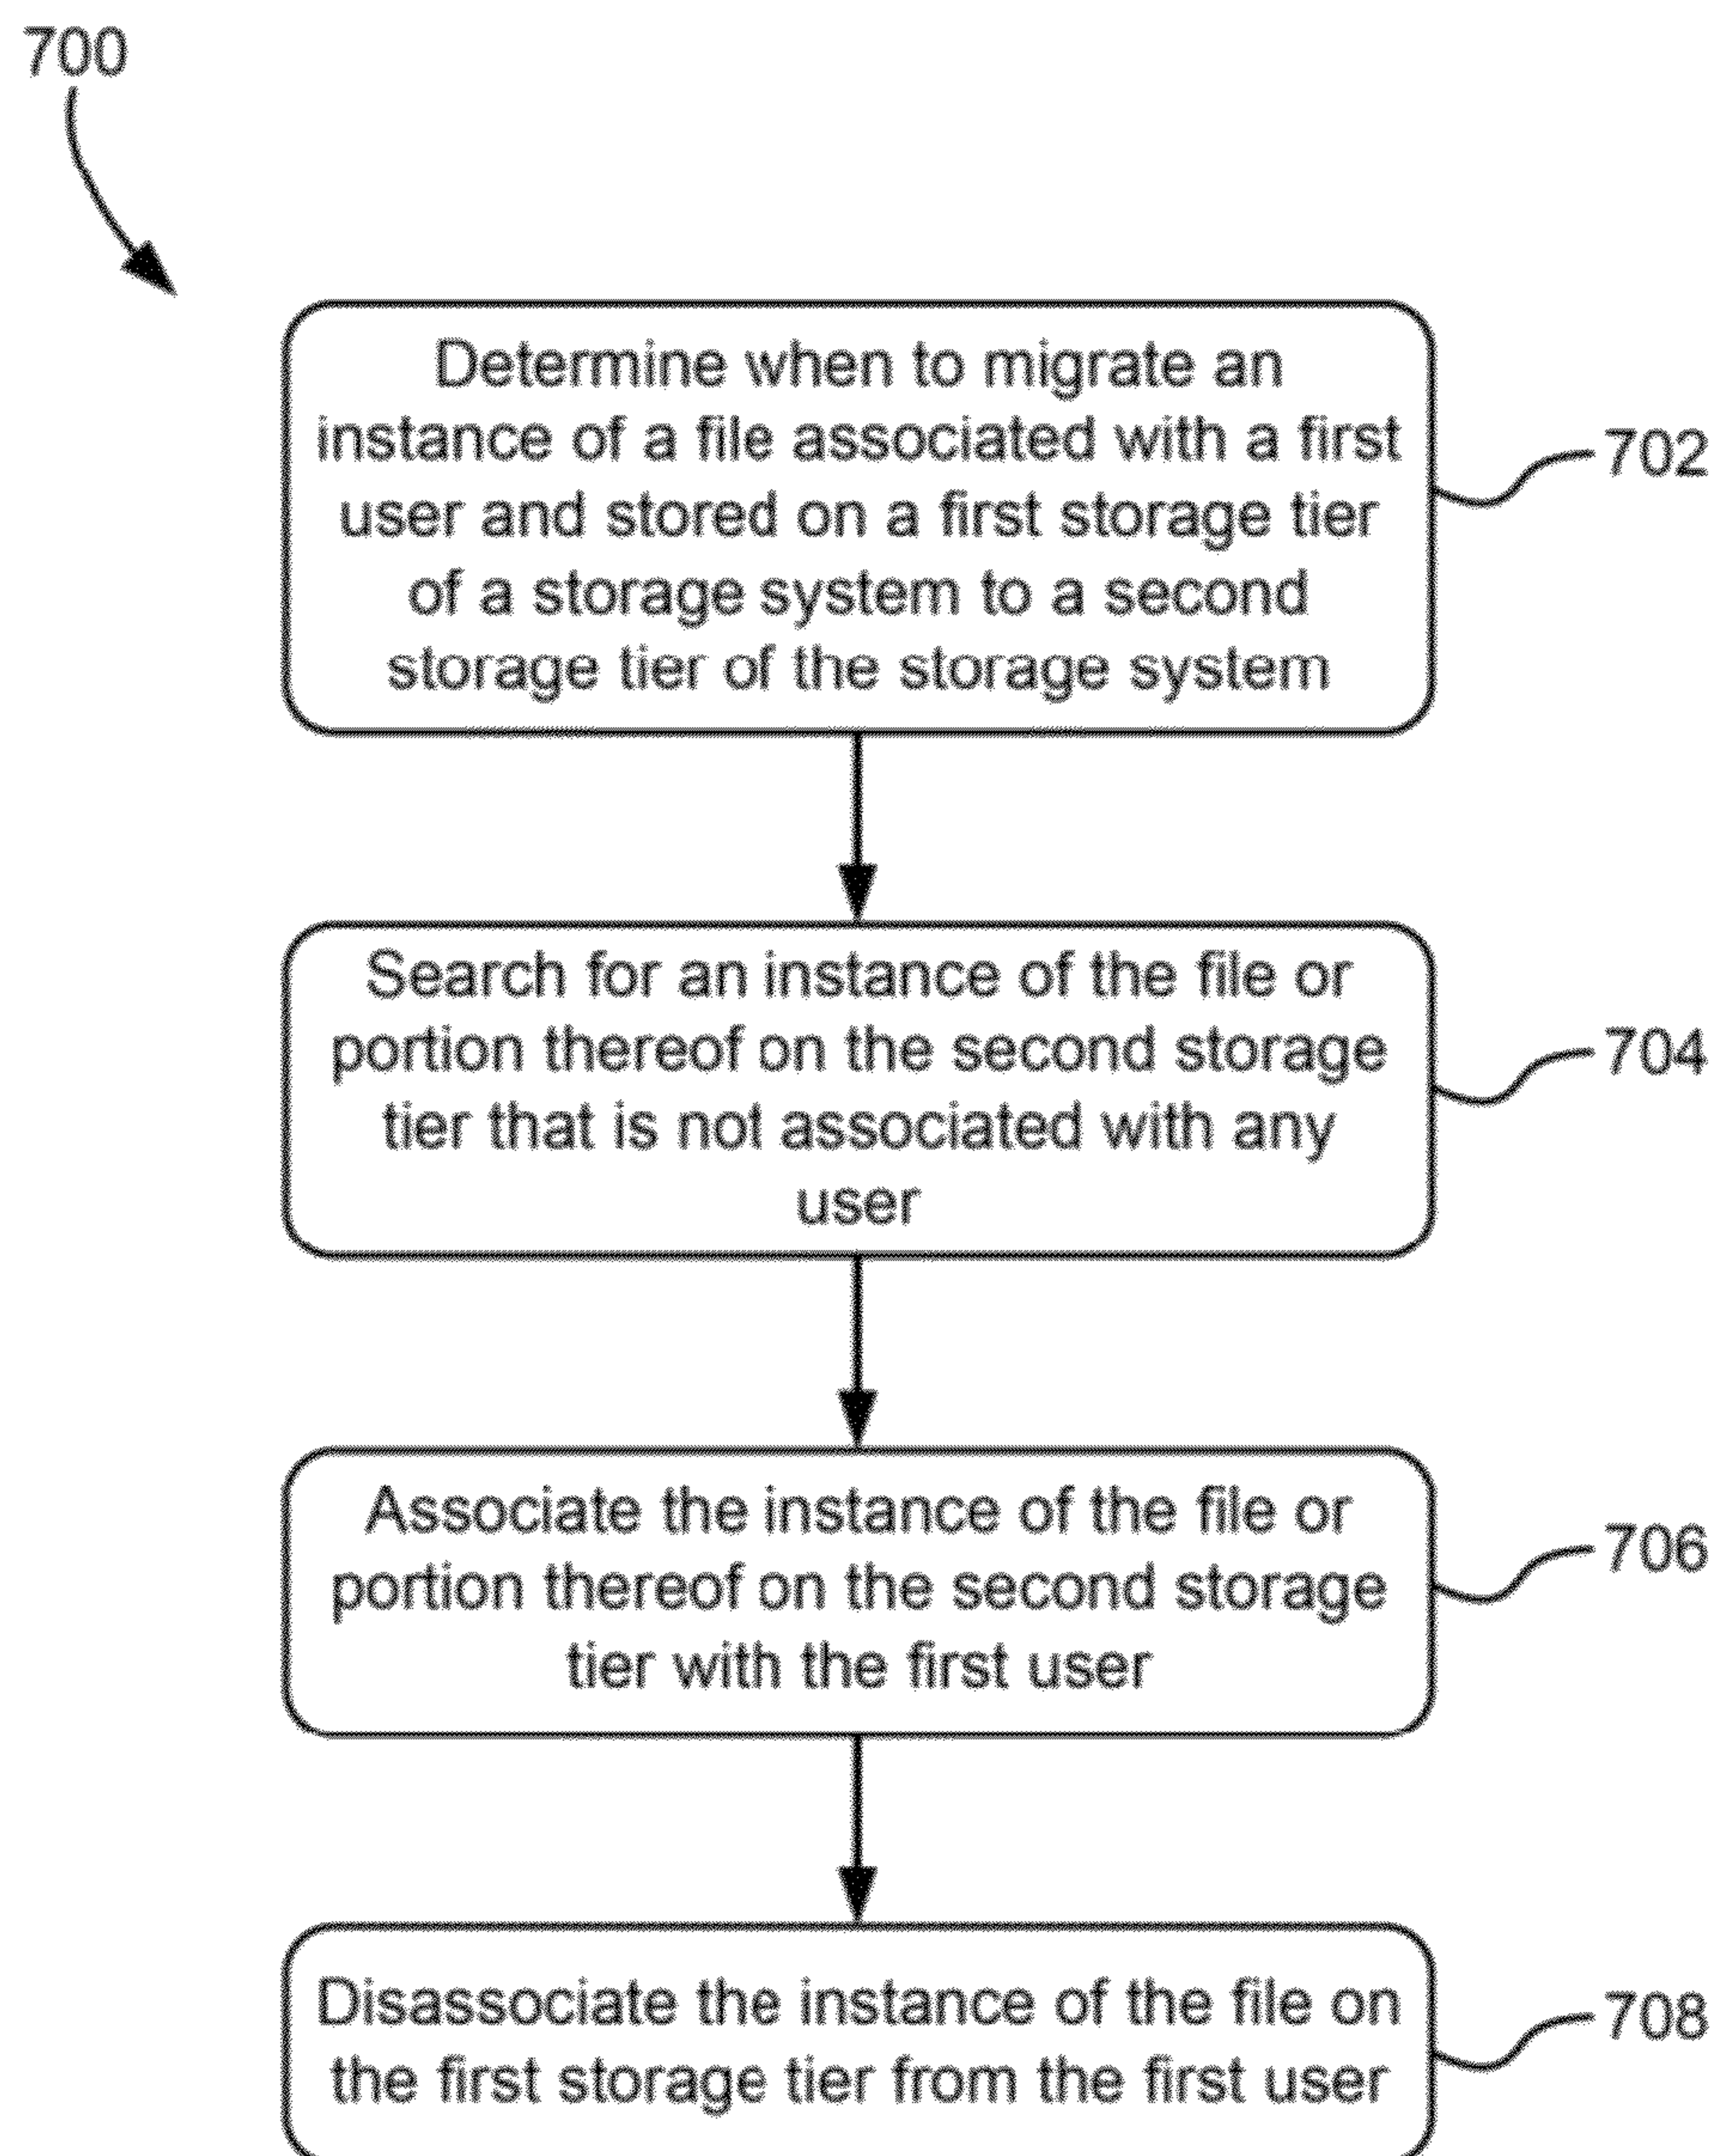 700
Determine when to migrate an
instance of a file associated with a first
user and stored on a first storage tier
of a storage system to a second
storage tier of the storage system
702
Search for an instance of the file or
portion thereof on the second storage
tier that is not associated with any
user
704
Associate the instance of the file or
portion thereof on the second storage
tier with the first user
706
Disassociate the instance of the file on
the first storage tier from the first user
708